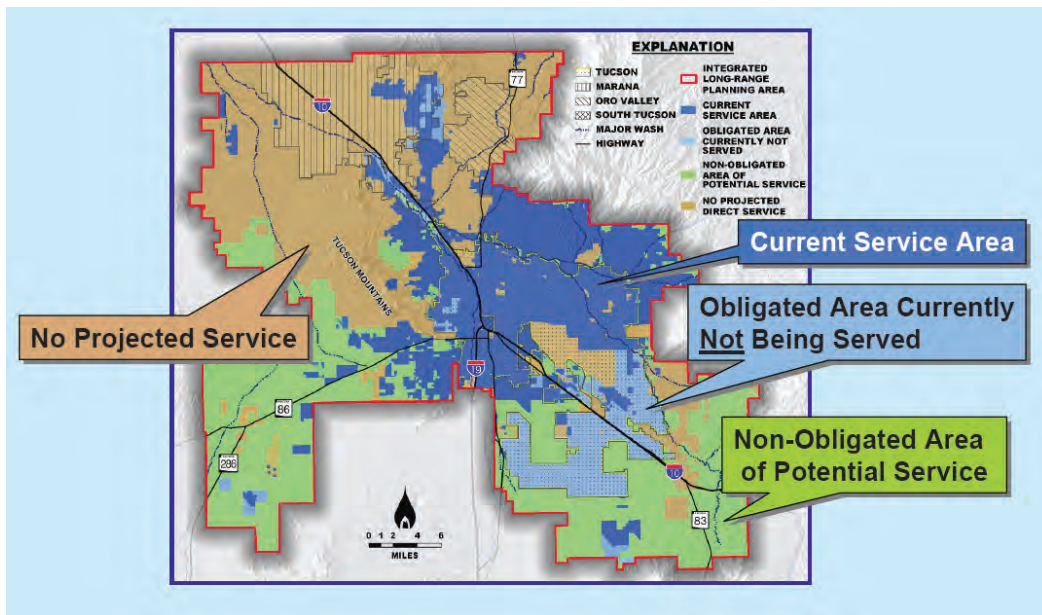 EXPLANATION
TUCSON
MARANA
ORO VALLEY
SOUTH TUCSON
MAJOR WASH
HIGHWAY
INTEGRATED
LONG-RANGE
PLANNING AREA
CURRENT
SERVICE AREA
OBLIGATED AREA
CURRENTLY NOT
SERVED
NON-OBLIGATED
AREA OF
POTENTIAL SERVICE
NO PROJECTED
DIRECT SERVICE
10
77
TUCSON MOUNTAINS
Current Service Area
No Projected Service
Obligated Area Currently
Not Being Served
19
86
286
Non-Obligated Area
of Potential Service
10
83
0 1 2 4 6
MILES